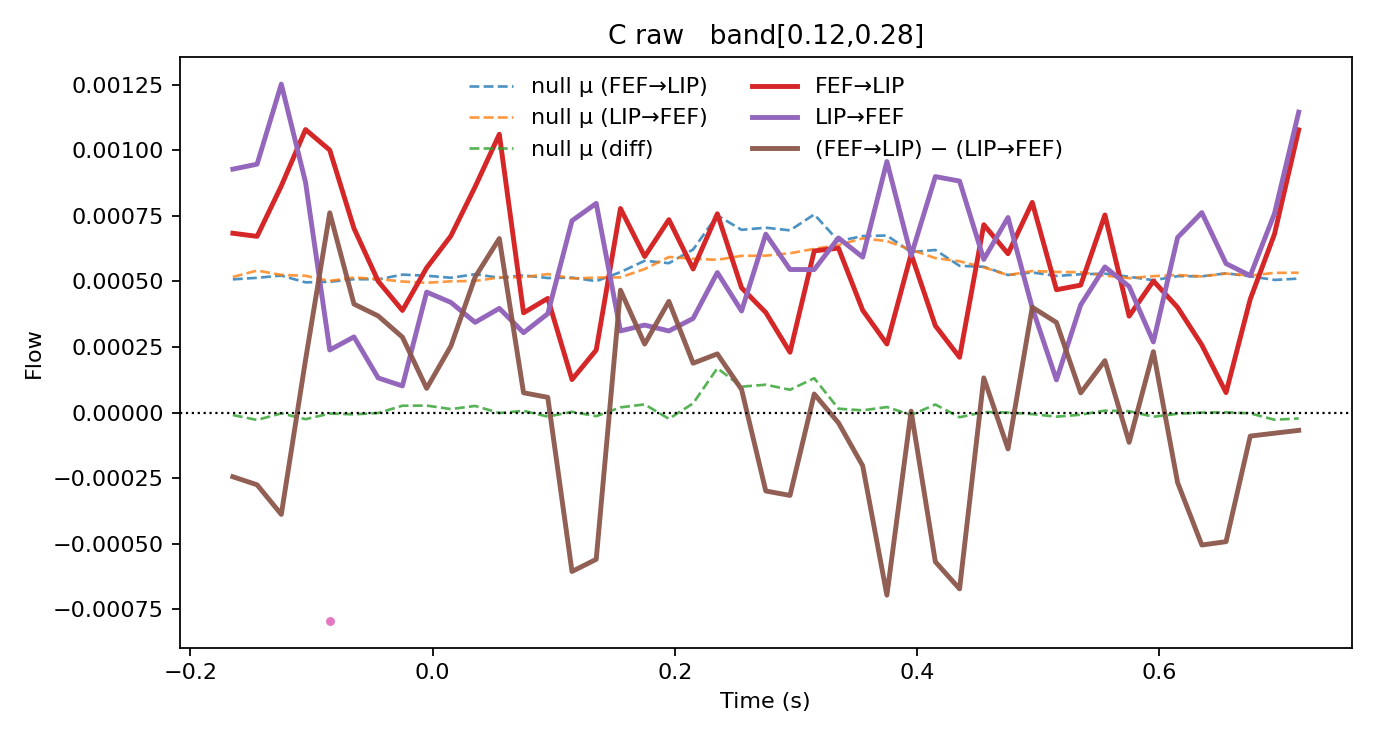 C raw   band[0.12,0.28]
null μ (FEF→LIP)
null μ (LIP→FEF)
null μ (diff)
FEF→LIP
LIP→FEF
(FEF→LIP) − (LIP→FEF)
Flow
0.00125
0.00100
0.00075
0.00050
0.00025
0.00000
−0.00025
−0.00050
−0.00075
−0.2
0.0
0.2
0.4
0.6
Time (s)